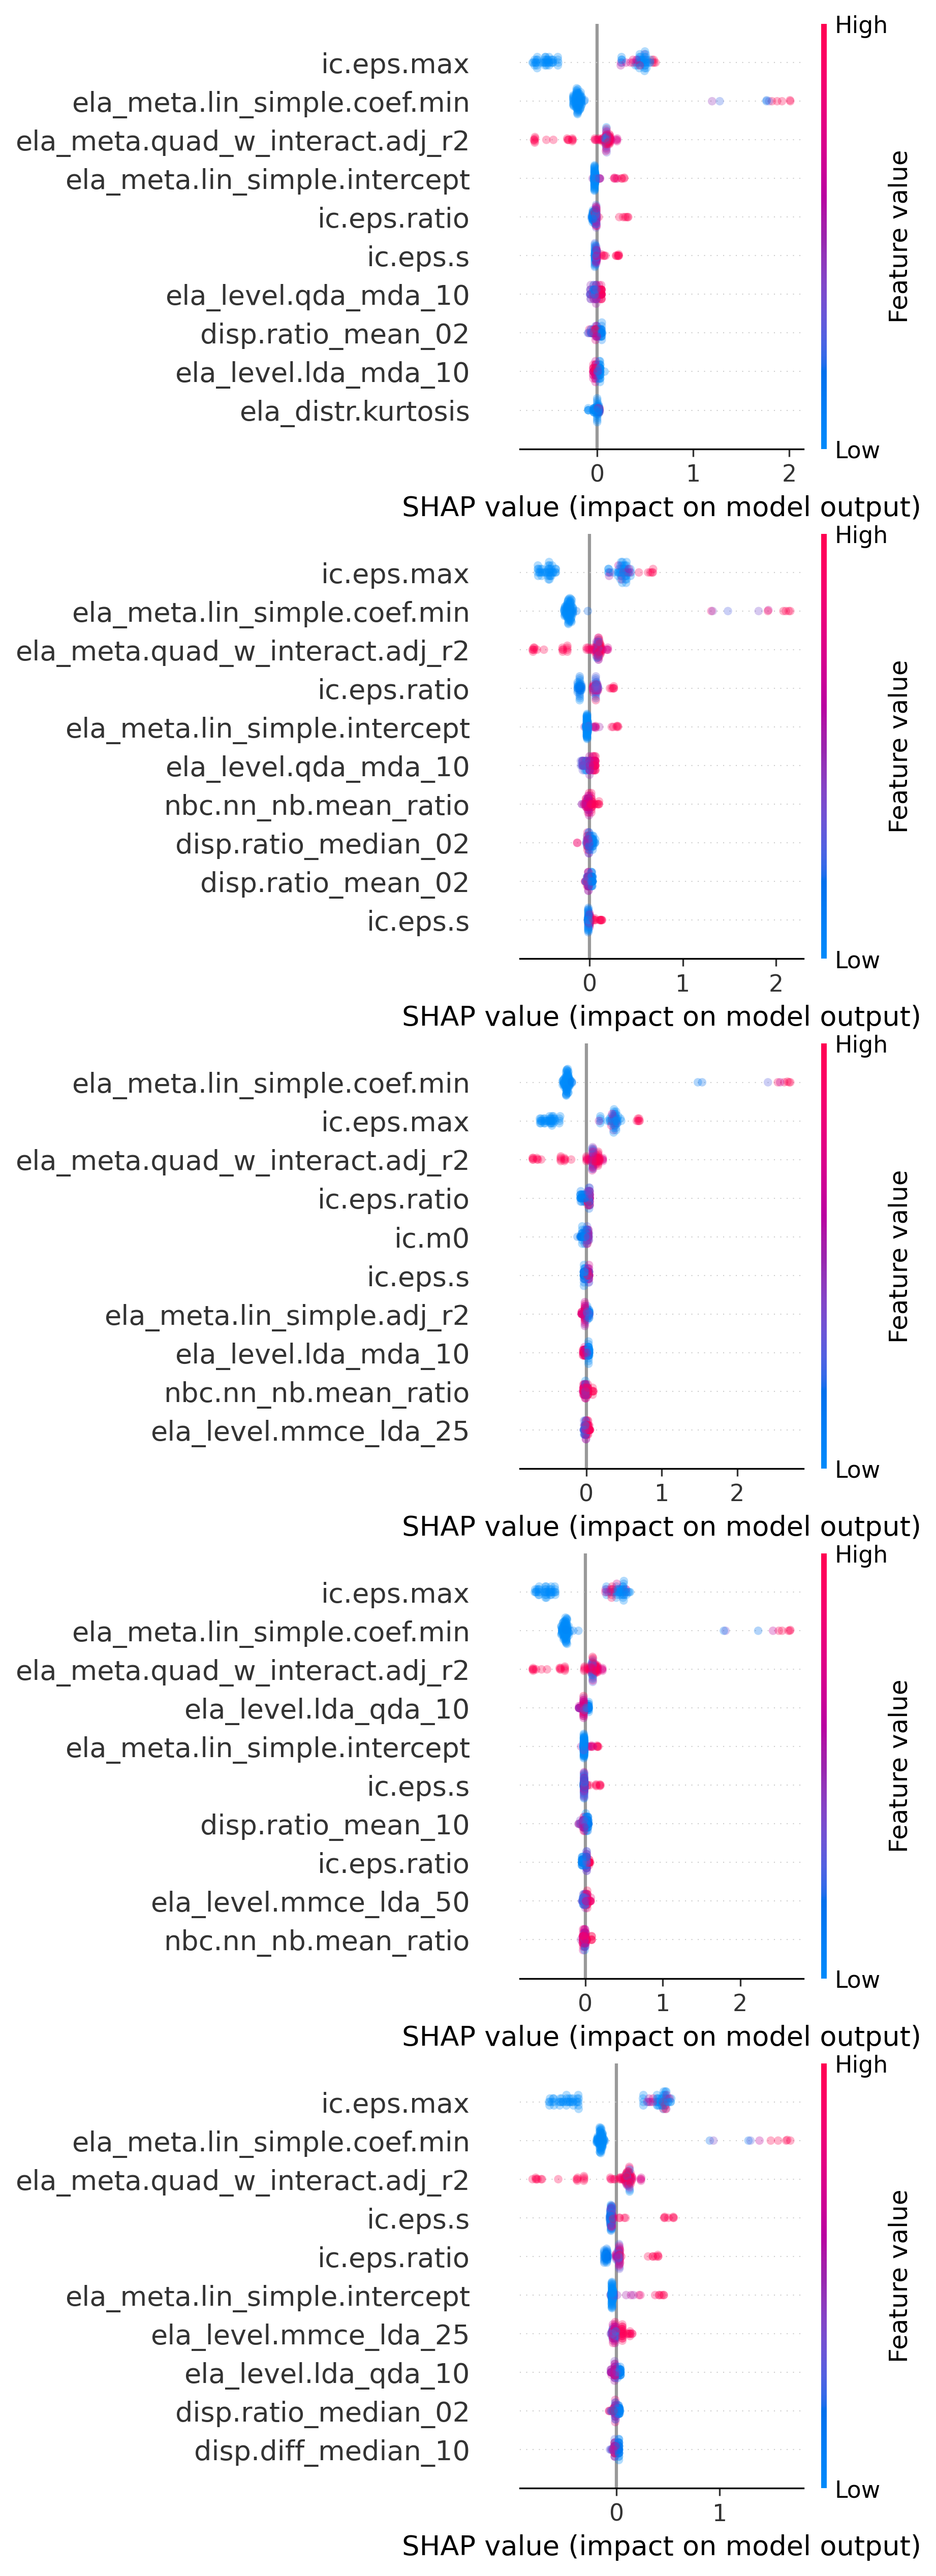 High
ic.eps.max
ela_meta.lin_simple.coef.min
ela_meta.quad_w_interact.adj_r2
ela_meta.lin_simple.intercept
ic.eps.ratio
ic.eps.s
ela_level.qda_mda_10
disp.ratio_mean_02
ela_level.lda_mda_10
ela_distr.kurtosis
Feature value
Low
0 1 2
SHAP value (impact on model output)
High
ic.eps.max
ela_meta.lin_simple.coef.min
ela_meta.quad_w_interact.adj_r2
ic.eps.ratio
ela_meta.lin_simple.intercept
ela_level.qda_mda_10
nbc.nn_nb.mean_ratio
disp.ratio_median_02
disp.ratio_mean_02
ic.eps.s
Feature value
Low
0 1 2
SHAP value (impact on model output)
High
ela_meta.lin_simple.coef.min
ic.eps.max
ela_meta.quad_w_interact.adj_r2
ic.eps.ratio
ic.m0
ic.eps.s
ela_meta.lin_simple.adj_r2
ela_level.lda_mda_10
nbc.nn_nb.mean_ratio
ela_level.mmce_lda_25
Feature value
Low
0 1 2
SHAP value (impact on model output)
High
ic.eps.max
ela_meta.lin_simple.coef.min
ela_meta.quad_w_interact.adj_r2
ela_level.lda_qda_10
ela_meta.lin_simple.intercept
ic.eps.s
disp.ratio_mean_10
ic.eps.ratio
ela_level.mmce_lda_50
nbc.nn_nb.mean_ratio
Feature value
Low
0 1 2
SHAP value (impact on model output)
High
ic.eps.max
ela_meta.lin_simple.coef.min
ela_meta.quad_w_interact.adj_r2
ic.eps.s
ic.eps.ratio
ela_meta.lin_simple.intercept
ela_level.mmce_lda_25
ela_level.lda_qda_10
disp.ratio_median_02
disp.diff_median_10
Feature value
Low
0 1
SHAP value (impact on model output)